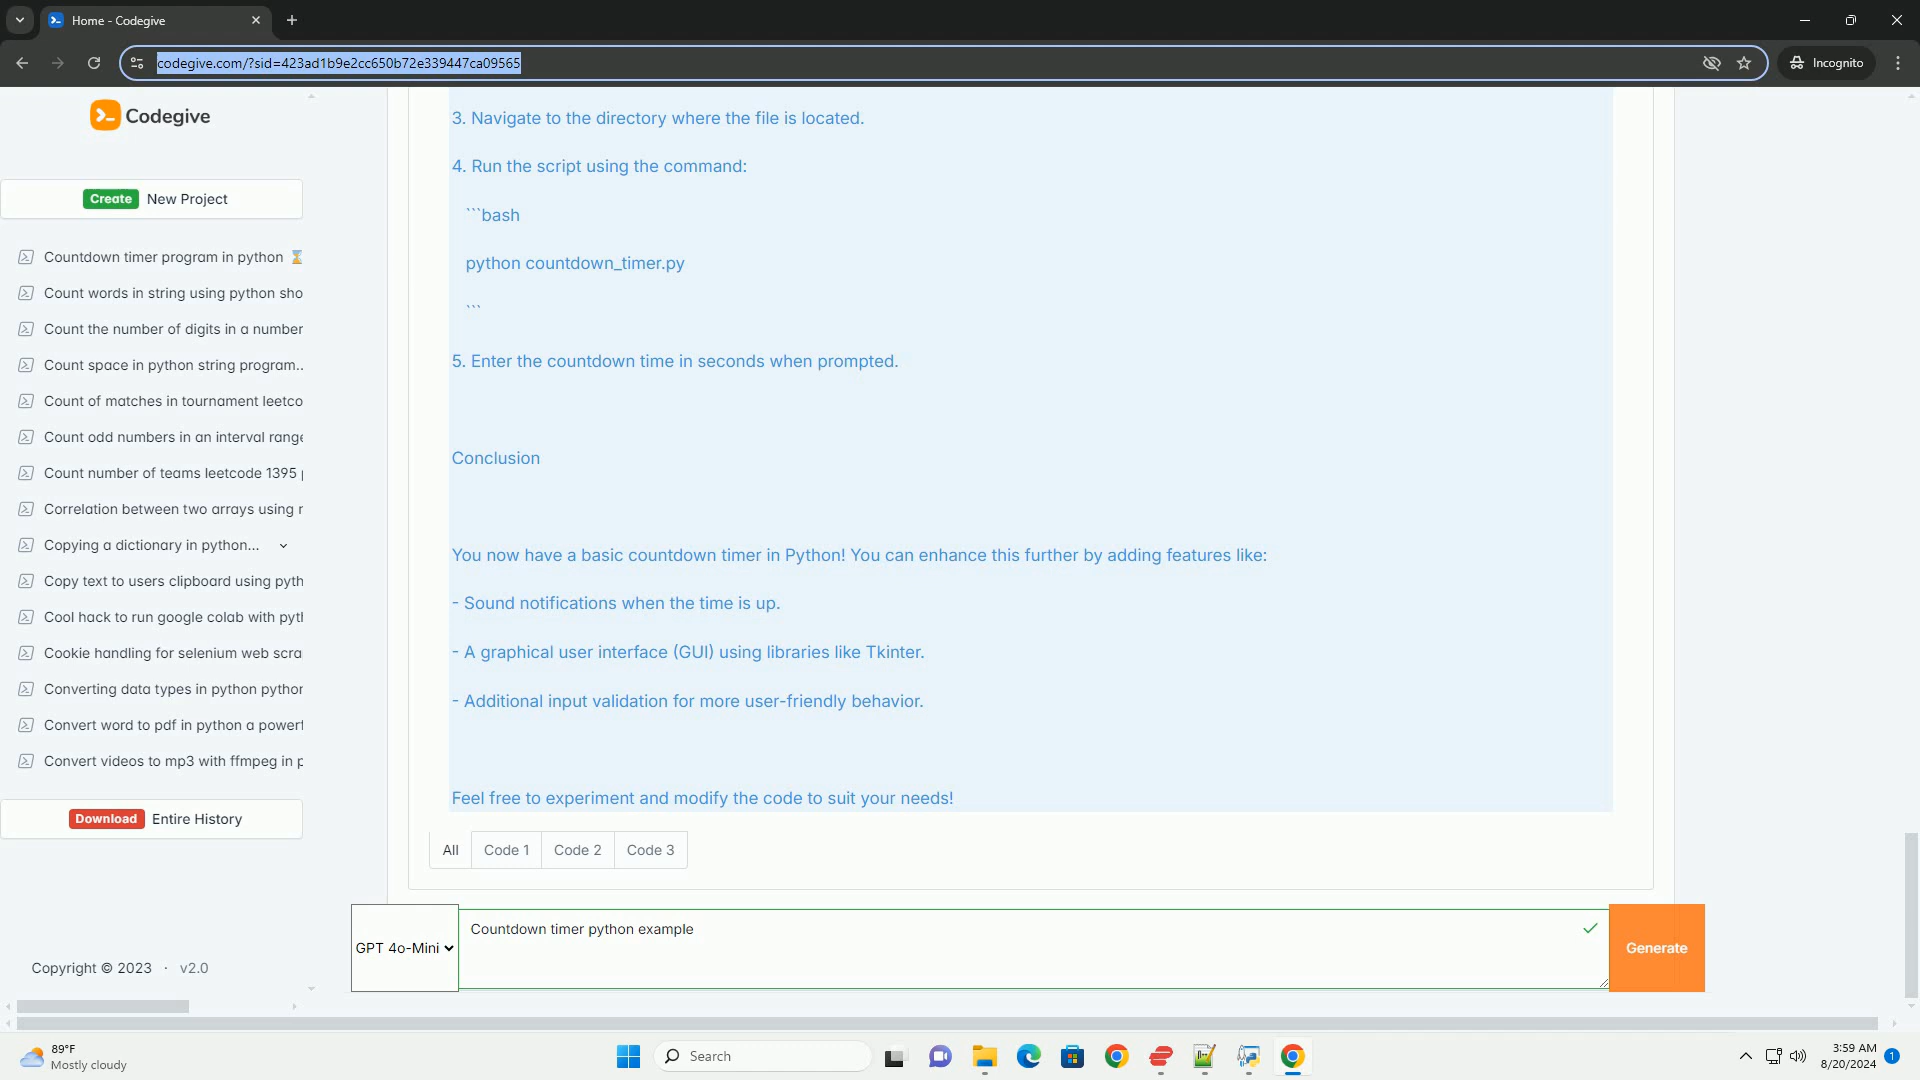 Home - Codegive
codegive.com/?sid=423ad1b9e2cc650b72e339447ca09565
Incognito
Codegive
Create New Project
Countdown timer program in python ⏳
Count words in string using python sho
Count the number of digits in a number
Count space in python string program..
Count of matches in tournament leetco
Count odd numbers in an interval range
Count number of teams leetcode 1395
Correlation between two arrays using
Copying a dictionary in python...
Copy text to users clipboard using pyth
Cool hack to run google colab with pyt
Cookie handling for selenium web scra
Converting data types in python python
Convert word to pdf in python a powerf
Convert videos to mp3 with ffmpeg in p
Download Entire History
Copyright © 2023 · v2.0
3. Navigate to the directory where the file is located.
4. Run the script using the command:
```bash
python countdown_timer.py
```
5. Enter the countdown time in seconds when prompted.
Conclusion
You now have a basic countdown timer in Python! You can enhance this further by adding features like:
- Sound notifications when the time is up.
- A graphical user interface (GUI) using libraries like Tkinter.
- Additional input validation for more user-friendly behavior.
Feel free to experiment and modify the code to suit your needs!
All Code 1 Code 2 Code 3
GPT 4o-Mini
Countdown timer python example
Generate
89°F
Mostly cloudy
Search
3:59 AM
8/20/2024
1